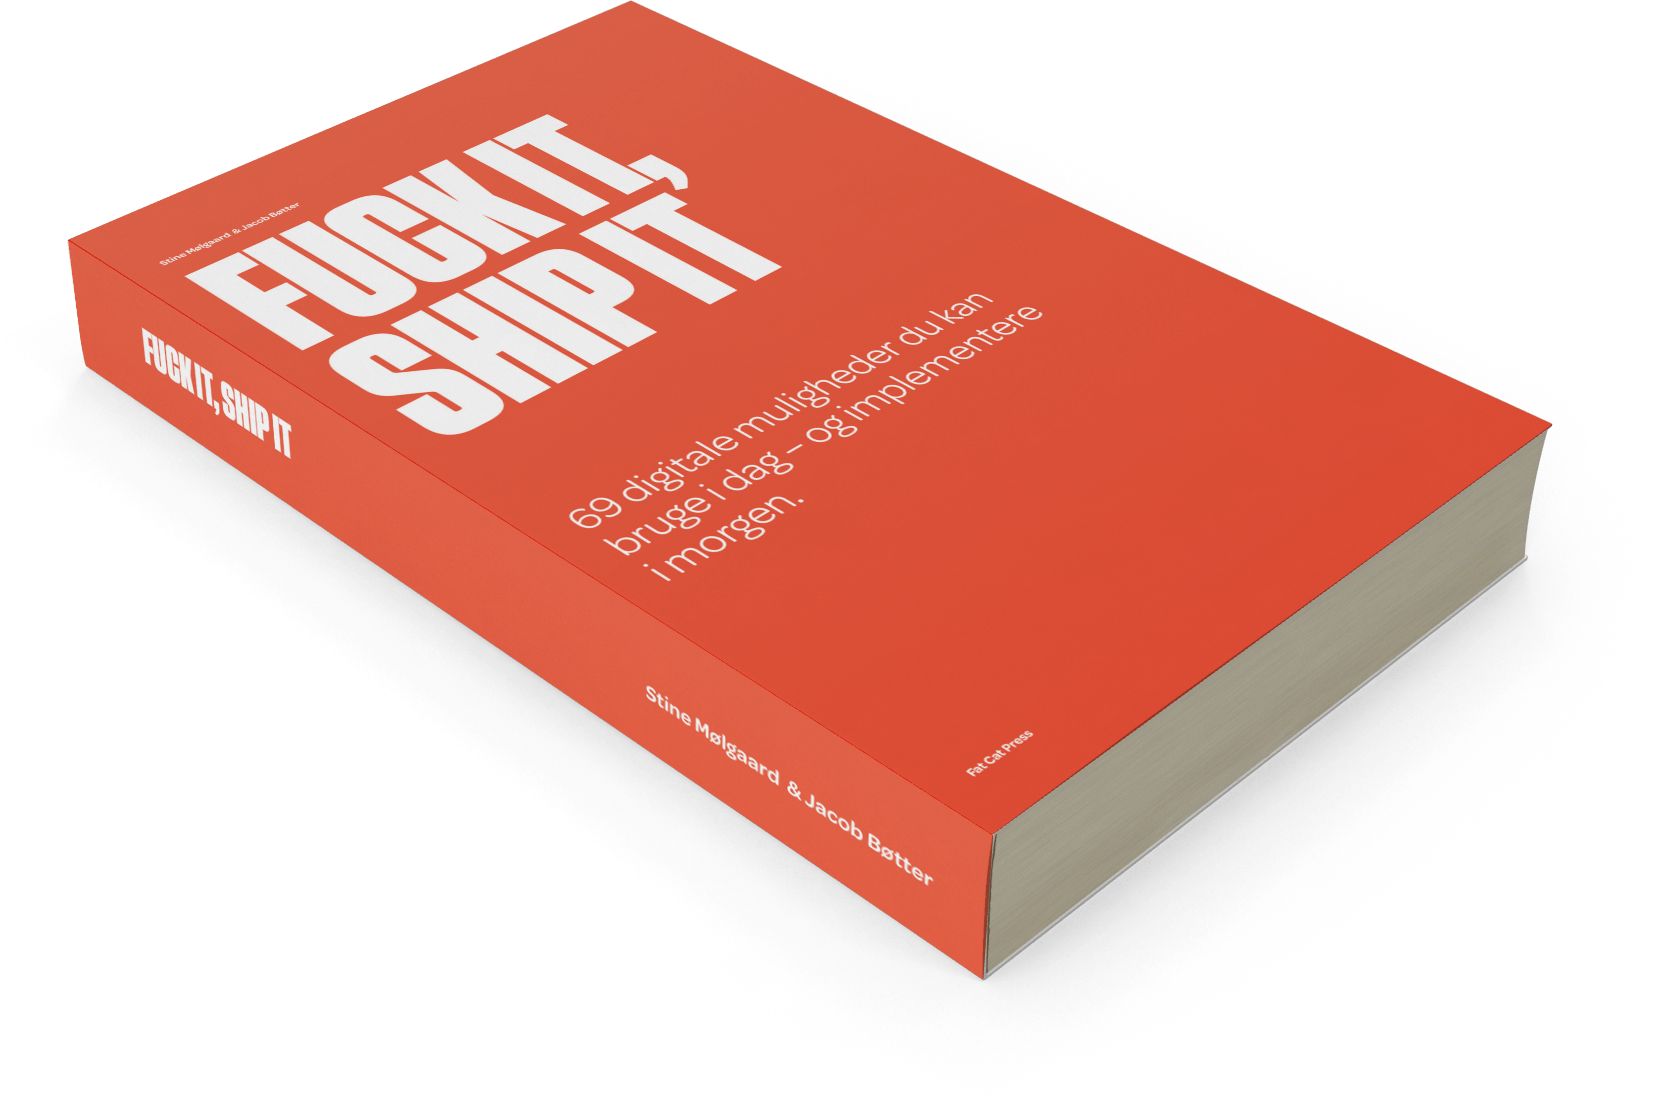 Stine Mølgaard & Jacob Bøtter
FUCK IT,
SHIP IT
69 digitale muligheder du kan
bruge i dag – og implementere
i morgen.
Fat Cat Press
FUCK IT, SHIP IT
Stine Mølgaard & Jacob Bøtter